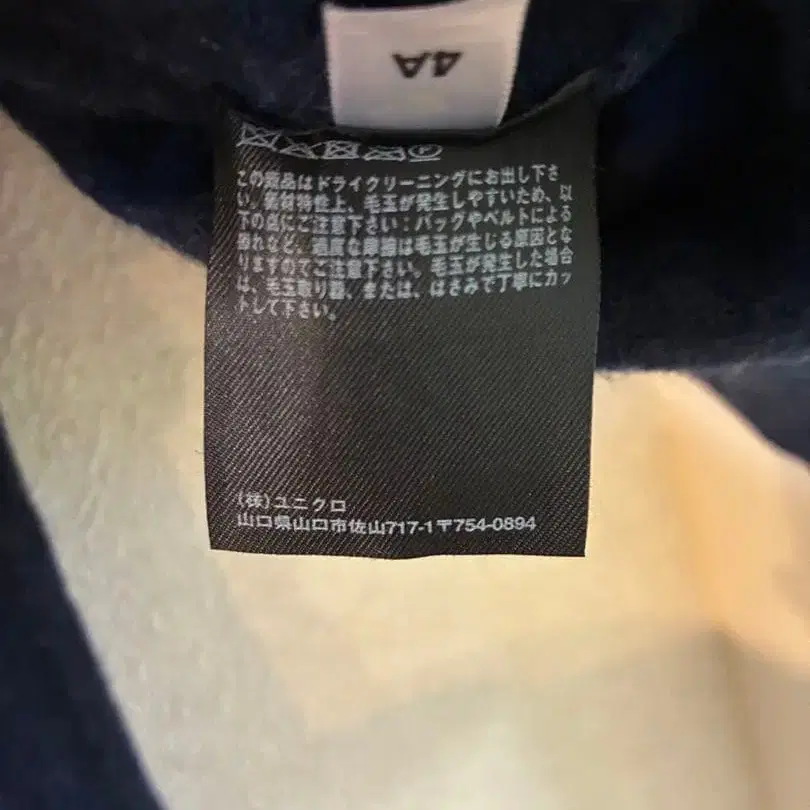 4A
この商品はドライクリーニングにお出し下さ
い。素材特性上、毛玉が発生しやすいため、以
下の点にご注意下さい：バッグやベルトによる
擦れなど、過度な摩擦は毛玉が生じる原因とな
りますのでご注意下さい。毛玉が発生した場合
は、毛玉取り器、または、はさみで丁寧にカッ
トして下さい。
(株)ユニクロ
山口県山口市佐山717-1〒754-0894